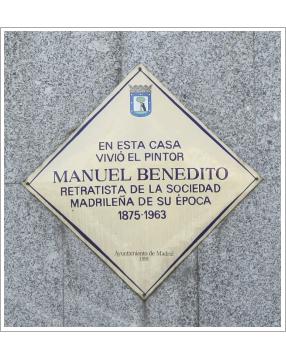 EN ESTA CASA
VIVIÓ EL PINTOR
MANUEL BENEDITO
RETRATISTA DE LA SOCIEDAD
MADRILEÑA DE SU ÉPOCA
1875-1963
Ayuntamiento de Madrid